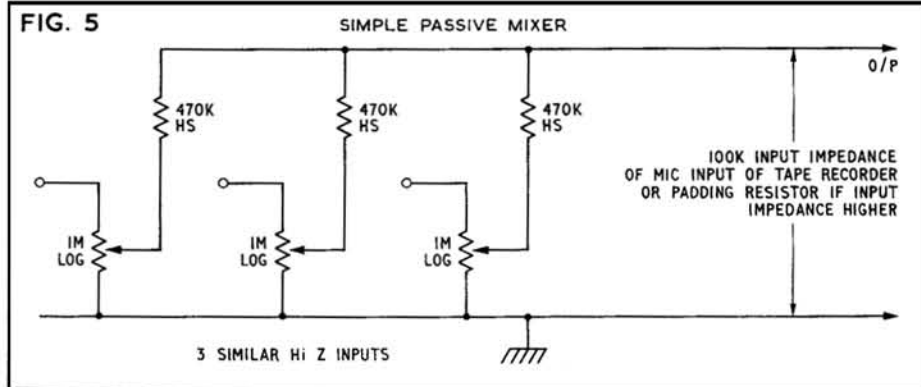 FIG. 5
SIMPLE PASSIVE MIXER
O/P
470K
HS
470K
HS
470K
HS
100K INPUT IMPEDANCE
OF MIC INPUT OF TAPE RECORDER
OR PADDING RESISTOR IF INPUT
IMPEDANCE HIGHER
1M
LOG
1M
LOG
1M
LOG
3 SIMILAR Hi Z INPUTS